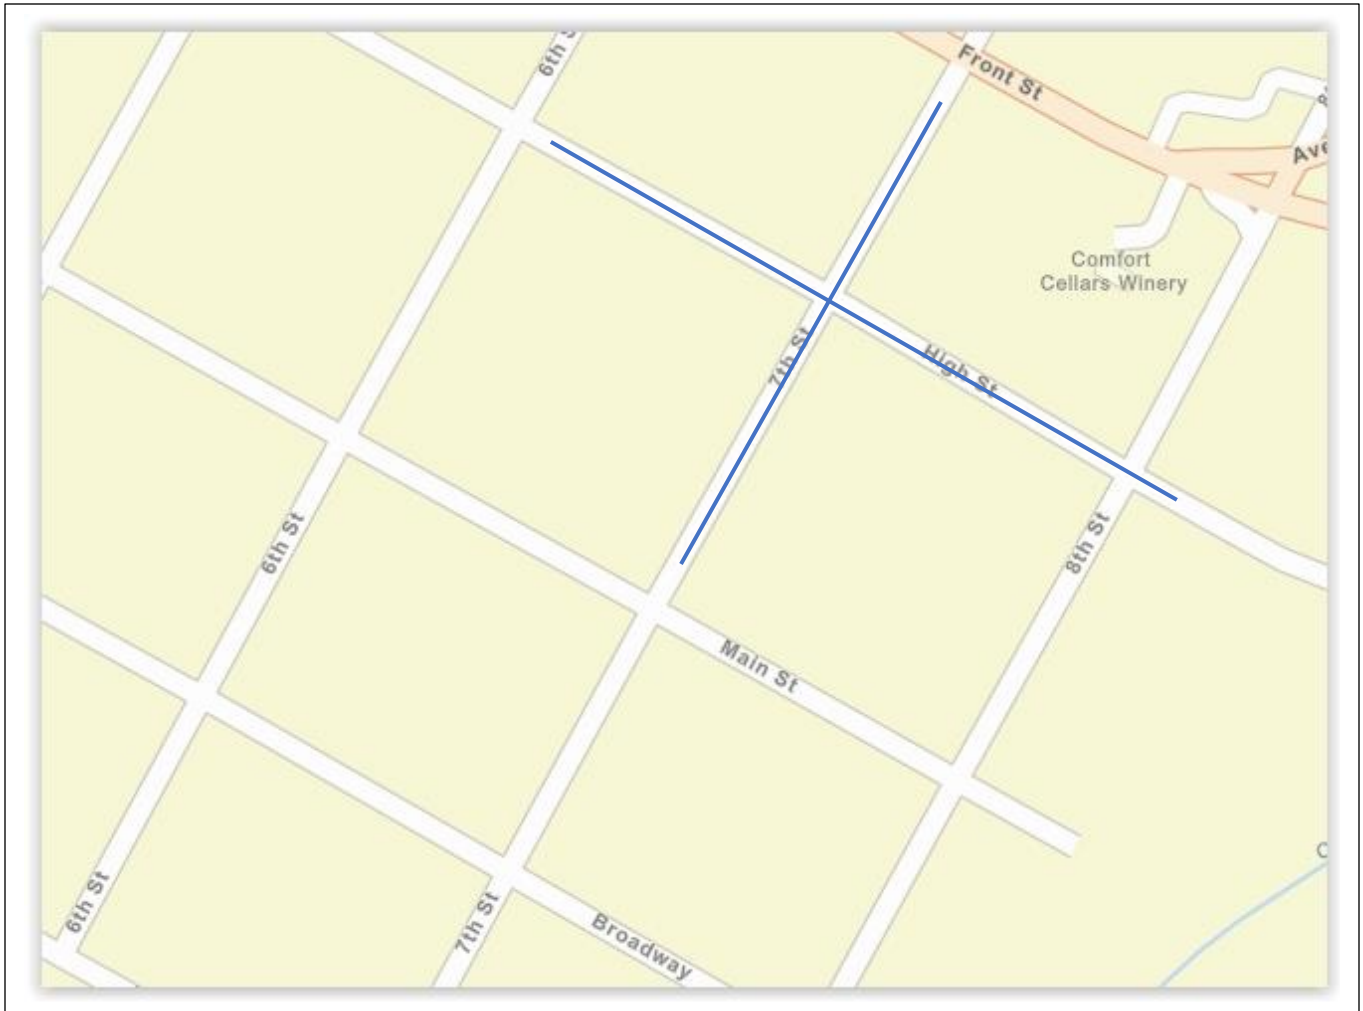 6th S
Front St
Ave
Comfort
Cellars Winery
7th St
High St
6th St
8th St
Main St
6th St
7th St
Broadway